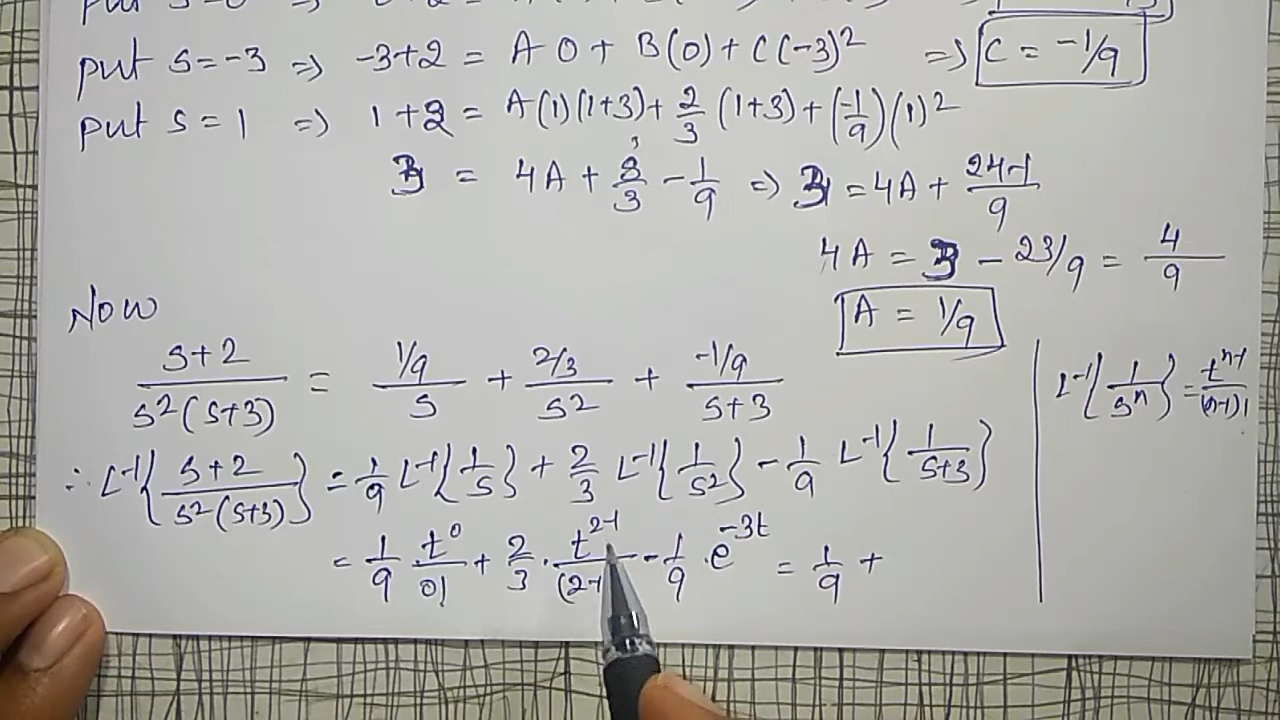 put s = -3 ⇒ -3+2 = A 0 + B(0) + C(-3)² ⇒ C = -1/9
put s = 1 ⇒ 1+2 = A(1)(1+3) + 2/3 (1+3) + (-1/9)(1)²
3 = 4A + 8/3 - 1/9 ⇒ 3 = 4A + 24-1/9
4A = 3 - 23/9 = 4/9
A = 1/9
Now
s+2/s²(s+3) = 1/9/s + 2/3/s² + -1/9/s+3
L⁻¹{1/sⁿ} = tⁿ⁻¹/(n-1)!
∴ L⁻¹{s+2/s²(s+3)} = 1/9 L⁻¹{1/s} + 2/3 L⁻¹{1/s²} - 1/9 L⁻¹{1/s+3}
= 1/9 · t⁰/0! + 2/3 · t²⁻¹/(2-1 - 1/9 · e⁻³ᵗ = 1/9 +